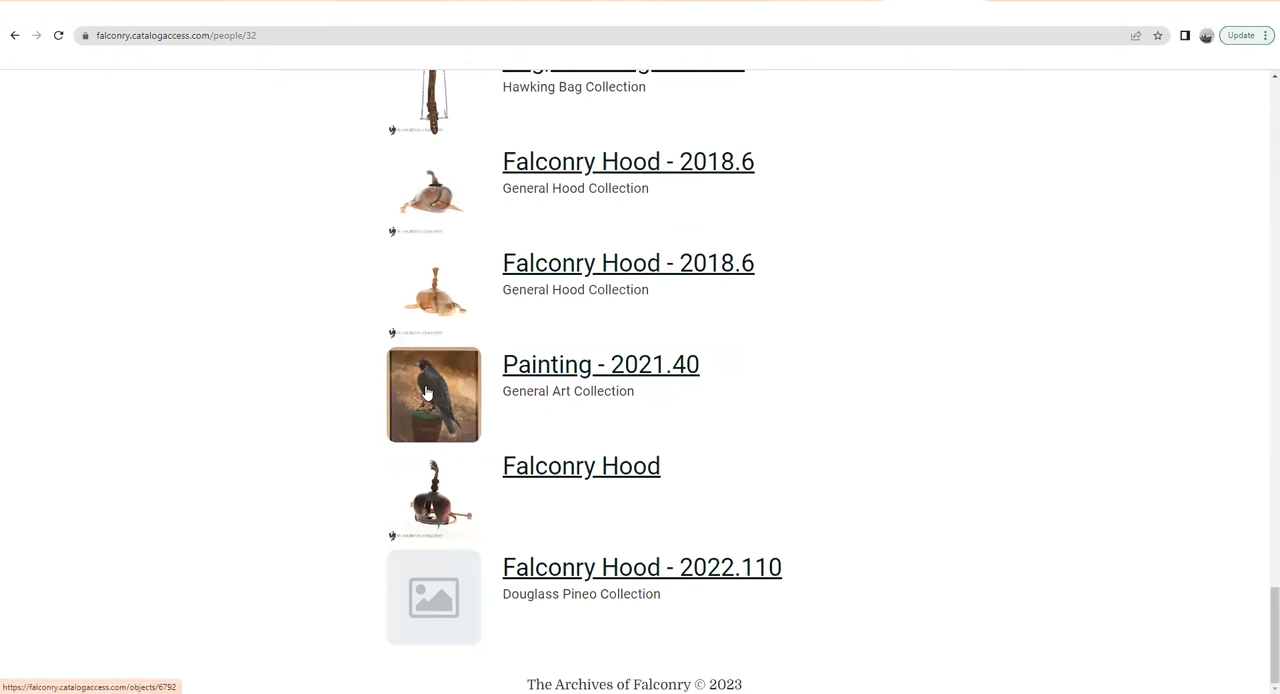 falconry.catalogaccess.com/people/32
Update
Hawking Bag Collection
Falconry Hood - 2018.6
General Hood Collection
Falconry Hood - 2018.6
General Hood Collection
Painting - 2021.40
General Art Collection
Falconry Hood
Falconry Hood - 2022.110
Douglass Pineo Collection
https://falconry.catalogaccess.com/objects/6792
The Archives of Falconry © 2023